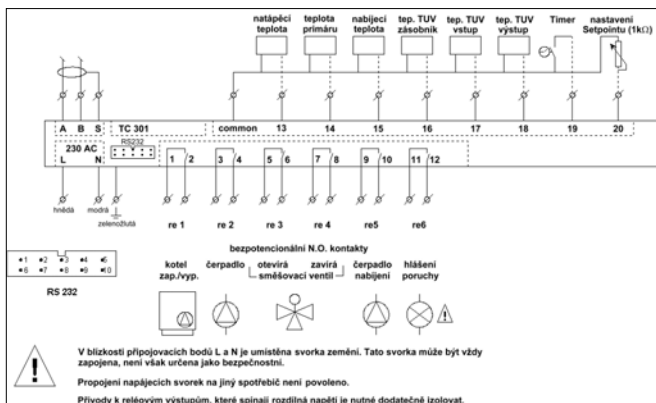 natápěcí teplota teplota primáru nabíjecí teplota tep. TUV zásobník tep. TUV vstup tep. TUV výstup Timer nastavení Setpointu (1kΩ)
A B S TC 301 common 13 14 15 16 17 18 19 20
230 AC RS232
L N 1 2 3 4 5 6 7 8 9 10 11 12
hnědá modrá zelenožlutá
re 1 re 2 re 3 re 4 re5 re6
bezpotencionální N.O. kontakty
kotel zap./vyp. čerpadlo otevírá zavírá směšovací ventil čerpadlo nabíjení hlášení poruchy
1 2 3 4 5
6 7 8 9 10
RS 232
V blízkosti připojovacích bodů L a N je umístěna svorka zemění. Tato svorka může být vždy
zapojena, není však určena jako bezpečnostní.
Propojení napájecích svorek na jiný spotřebič není povoleno.
Přívody k reléovým výstupům, které spínají rozdílná napětí je nutné dodatečně izolovat.